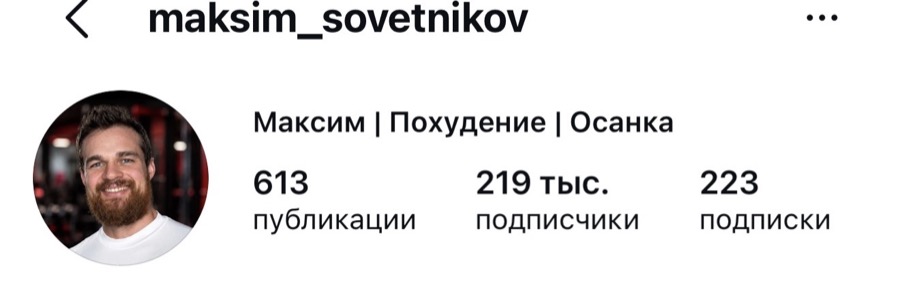 maksim_sovetnikov
Максим | Похудение | Осанка
613 219 тыс. 223
публикации подписчики подписки